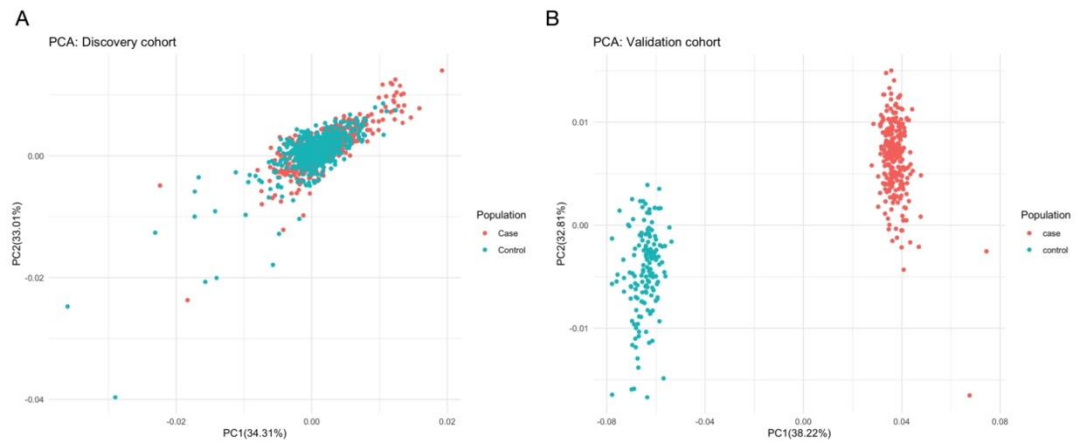 A
PCA: Discovery cohort
0.00
-0.02
-0.04
PC2(33.01%)
-0.02
0.00
0.02
PC1(34.31%)
Population
Case
Control
B
PCA: Validation cohort
0.01
0.00
-0.01
PC2(32.81%)
-0.08
-0.04
0.00
0.04
0.08
PC1(38.22%)
Population
case
control